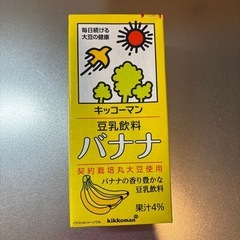 毎日続ける
大豆の健康
キッコーマン
豆乳飲料
バナナ
契約栽培丸大豆使用
バナナの香り豊かな
豆乳飲料
果汁4%
kikkoman